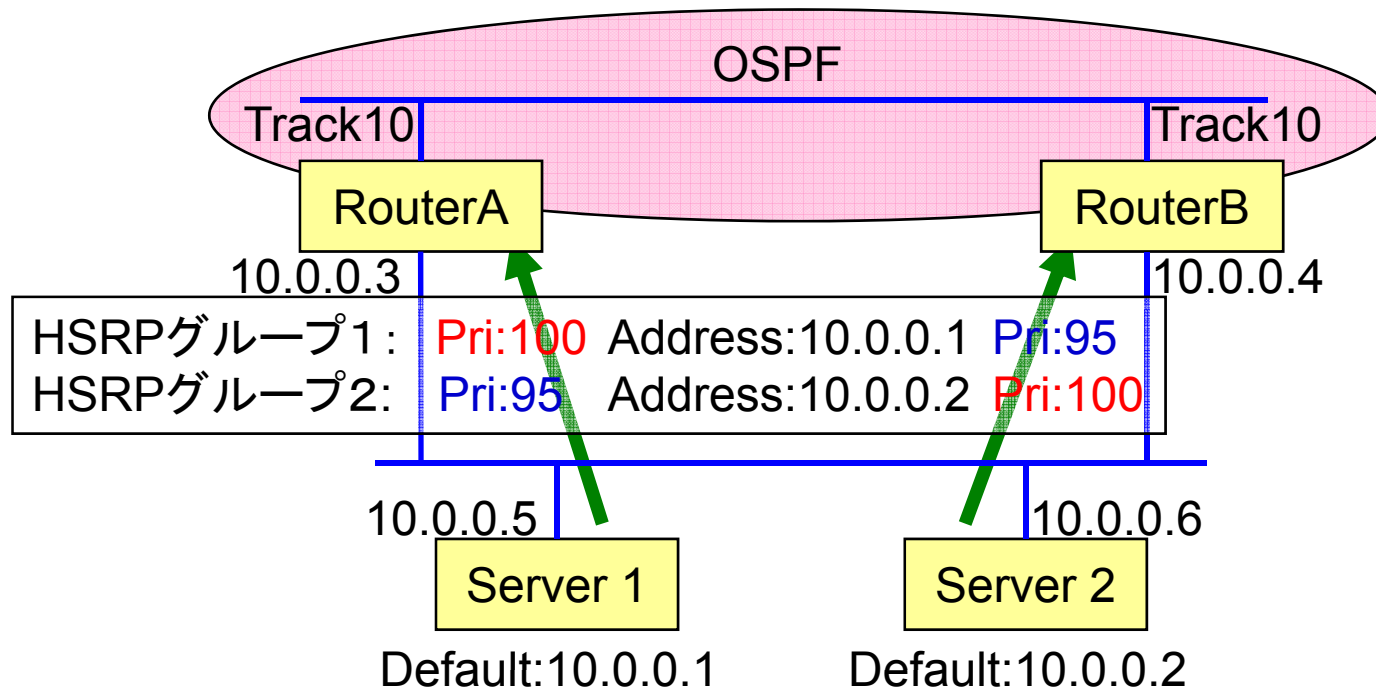 OSPF
Track10
Track10
RouterA
RouterB
10.0.0.3
10.0.0.4
HSRPグループ1: Pri:100 Address:10.0.0.1 Pri:95
HSRPグループ2: Pri:95 Address:10.0.0.2 Pri:100
10.0.0.5
10.0.0.6
Server 1
Server 2
Default:10.0.0.1
Default:10.0.0.2